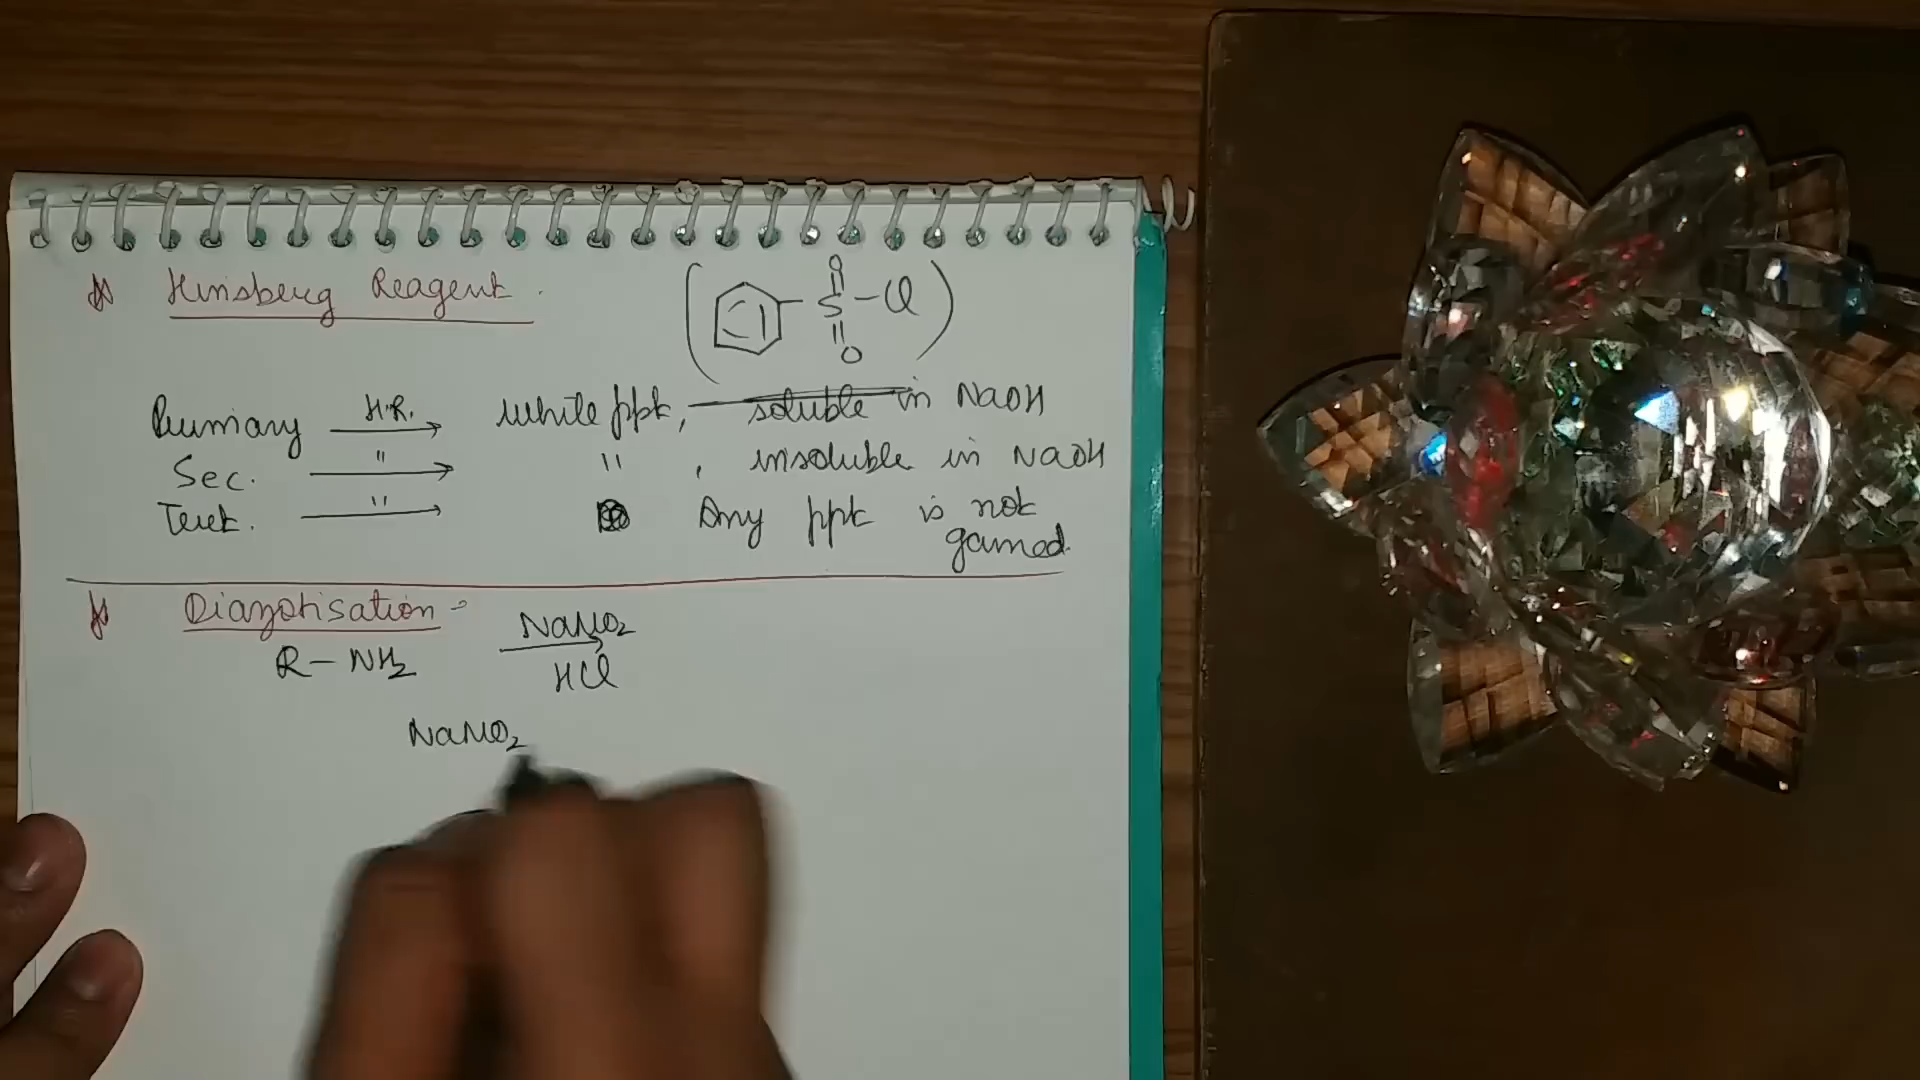 Hinsberg Reagent.
O
S-Cl
O
Primary H.R. White ppt, soluble in NaOH
Sec. " " , insoluble in NaOH
Tert. " Any ppt is not gained.
Diazotisation -
R-NH2 NaNO2
HCl
NaNO2